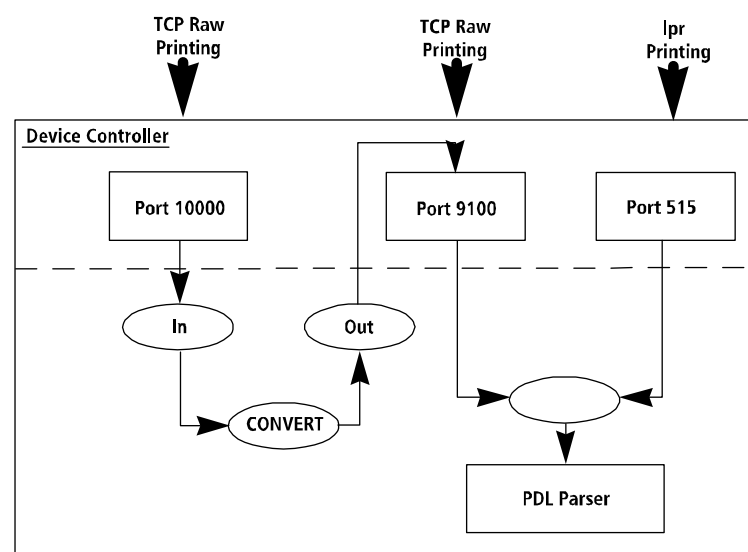 TCP Raw
Printing
TCP Raw
Printing
lpr
Printing
Device Controller
Port 10000
Port 9100
Port 515
In
Out
CONVERT
PDL Parser